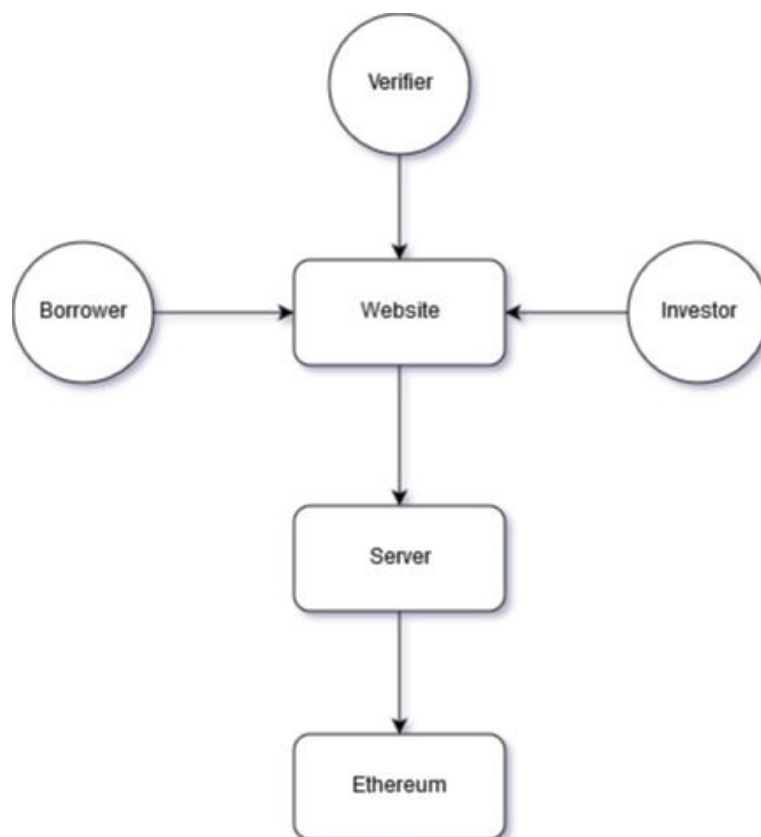 Verifier
Borrower
Website
Investor
Server
Ethereum